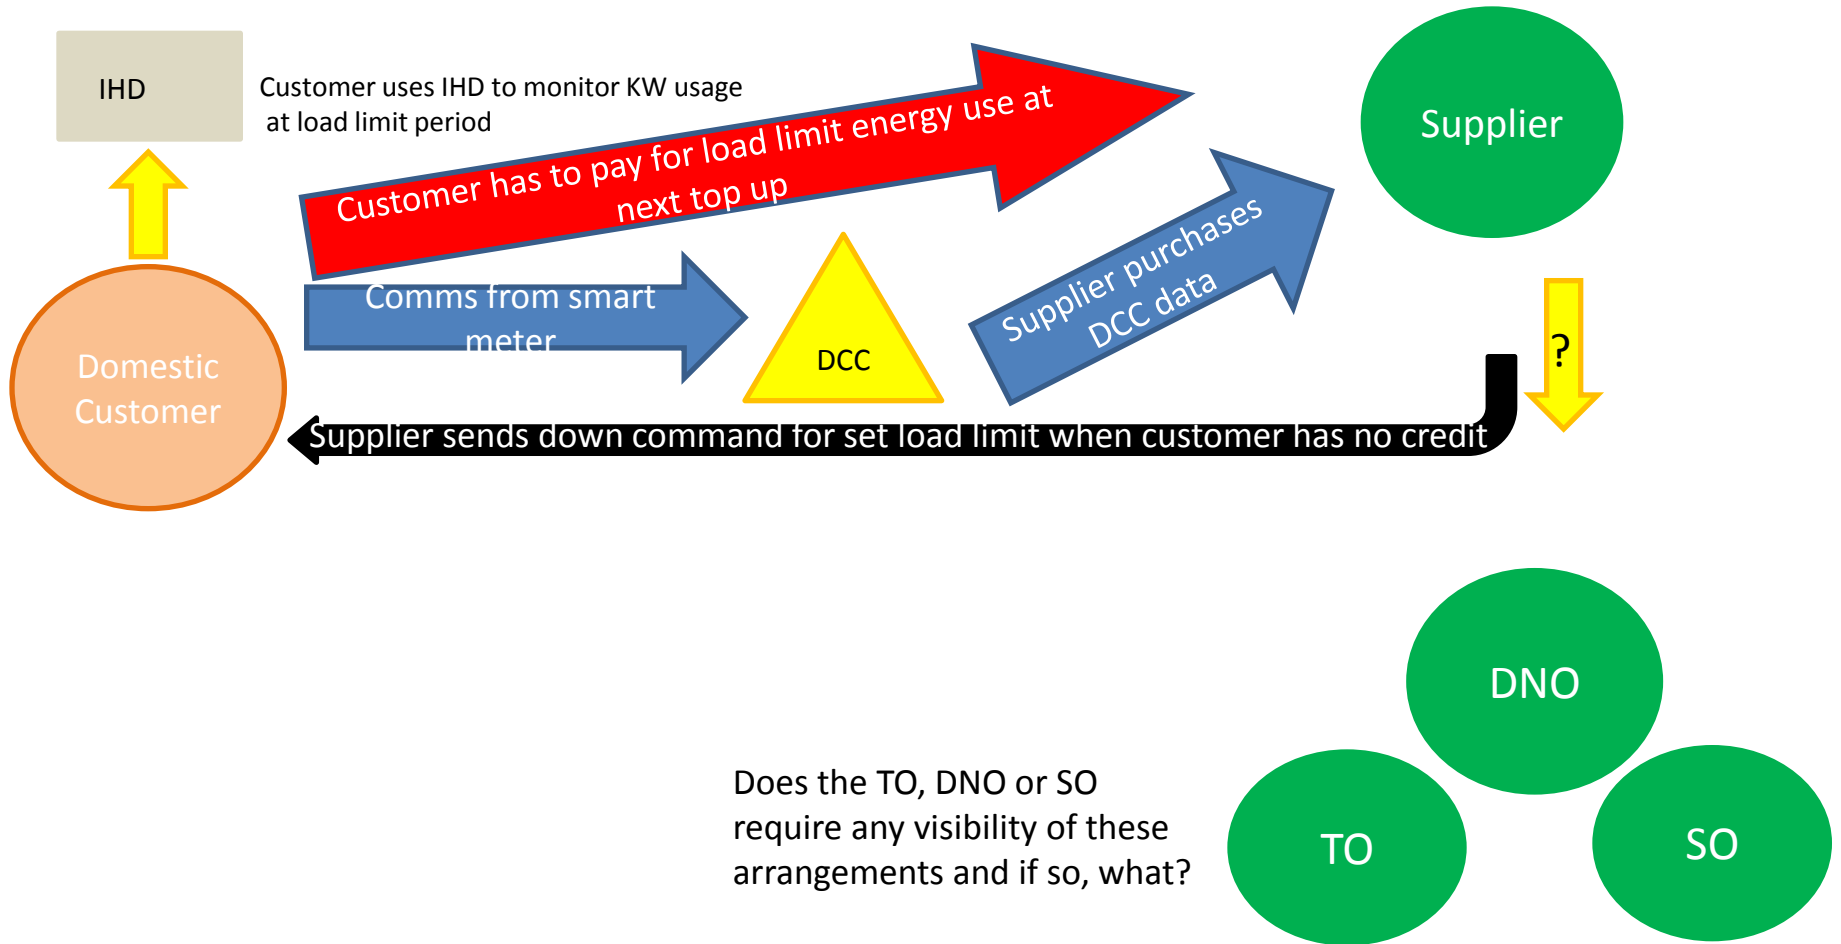 IHD
Customer uses IHD to monitor KW usage
at load limit period
Customer has to pay for load limit energy use at
next top up
Supplier
Comms from smart
meter
DCC
Supplier purchases
DCC data
?
Domestic
Customer
Supplier sends down command for set load limit when customer has no credit
DNO
Does the TO, DNO or SO
require any visibility of these
arrangements and if so, what?
TO
SO